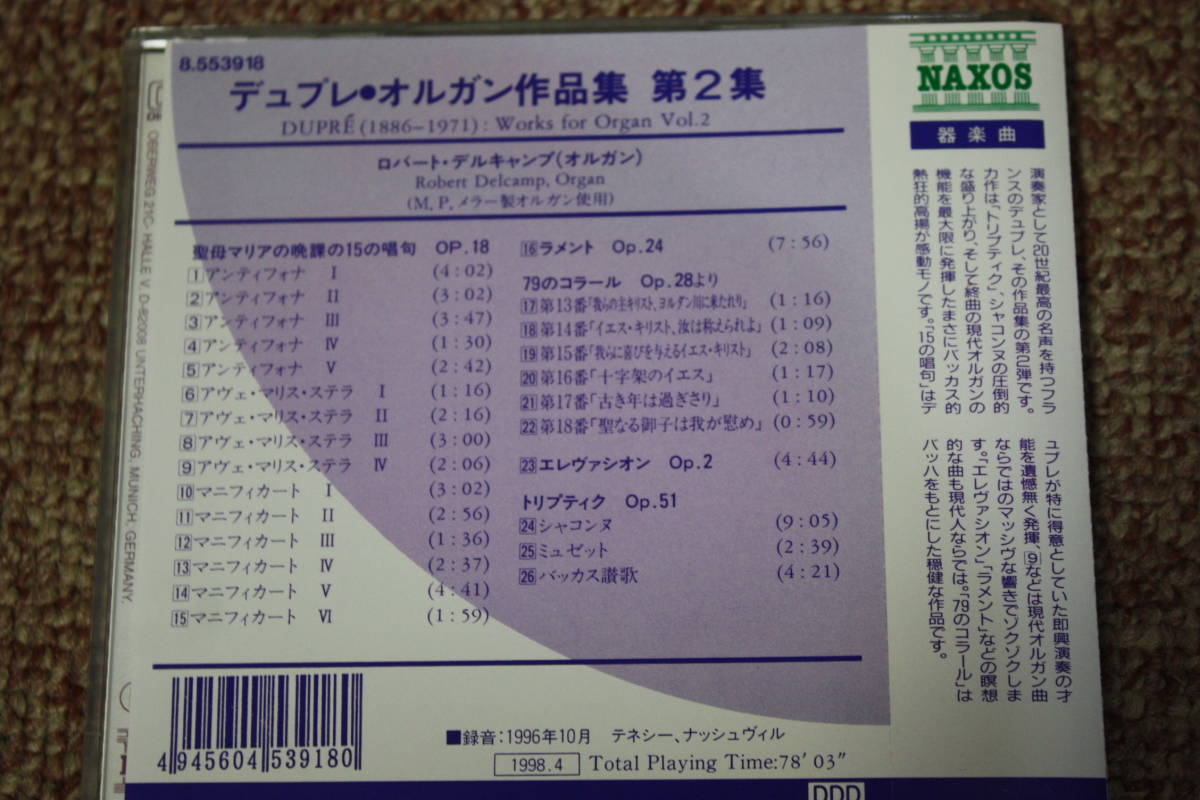 8.553918
デュプレ●オルガン作品集 第2集
DUPRÉ(1886-1971): Works for Organ Vol.2
ロバート・デルキャンプ(オルガン)
Robert Delcamp, Organ
(M. P. メラー製オルガン使用)
聖母マリアの晩課の15の唱句 OP.18
1 アンティフォナ I (4:02)
2 アンティフォナ II (3:02)
3 アンティフォナ III (3:47)
4 アンティフォナ IV (1:30)
5 アンティフォナ V (2:42)
6 アヴェ・マリス・ステラ I (1:16)
7 アヴェ・マリス・ステラ II (2:16)
8 アヴェ・マリス・ステラ III (3:00)
9 アヴェ・マリス・ステラ IV (2:06)
10 マニフィカート I (3:02)
11 マニフィカート II (2:56)
12 マニフィカート III (1:36)
13 マニフィカート IV (2:37)
14 マニフィカート V (4:41)
15 マニフィカート VI (1:59)
16 ラメント Op.24 (7:56)
79のコラール Op.28より
17 第13番「我らの主キリスト、ヨルダン川に来たれり」 (1:16)
18 第14番「イエス・キリスト、汝は称えられよ」 (1:09)
19 第15番「我らに喜びを与えるイエス・キリスト」 (2:08)
20 第16番「十字架のイエス」 (1:17)
21 第17番「古き年は過ぎさり」 (1:10)
22 第18番「聖なる御子は我が慰め」 (0:59)
23 エレヴァシオン Op.2 (4:44)
トリプティク Op.51
24 シャコンヌ (9:05)
25 ミュゼット (2:39)
26 バッカス讃歌 (4:21)
4945604539180
■録音:1996年10月 テネシー、ナッシュヴィル
1998.4 Total Playing Time:78′03″
DDD
NAXOS
器楽曲
演奏家として20世紀最高の名声を持つフラ
ンスのデュプレ、その作品集の第2弾です。
力作は「トリプティク」、シャコンヌの圧倒的
な盛り上がり、そして終曲の現代オルガンの
機能を最大限に発揮したまさにバッカス的
熱狂的高揚が感動モノです。「15の唱句」はデ
ュプレが特に得意としていた即興演奏の才
能を遺憾無く発揮、9などは現代オルガン曲
ならではのマッシヴな響きでゾクゾクしま
す。「エレヴァシオン」「ラメント」などの瞑想
的な曲も現代人ならでは。「79のコラール」は
バッハをもとにした穏健な作品です。
OBERWEG 21C- HALLE V, D-82008 UNTERHACHING, MUNICH, GERMANY.